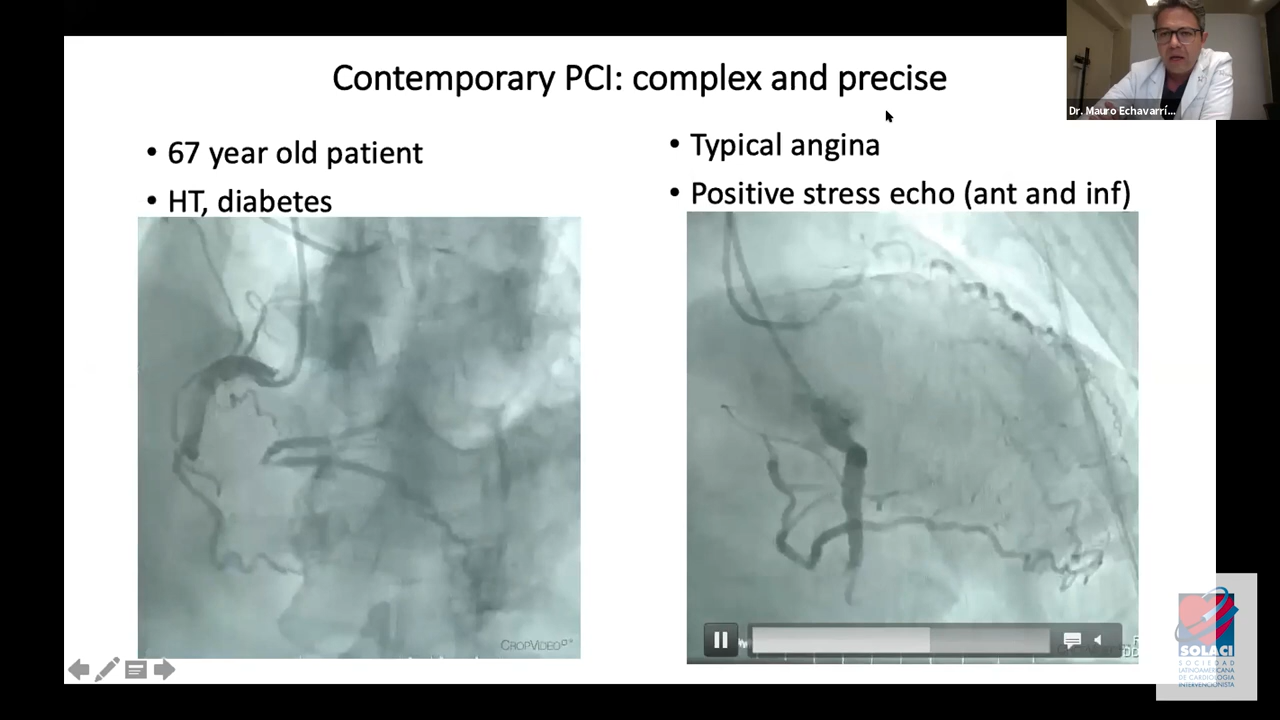 Contemporary PCI: complex and precise
• 67 year old patient
• HT, diabetes
• Typical angina
• Positive stress echo (ant and inf)
Dr. Mauro Echavarrí...
CROPVIDEO
SOLACI
SOCIEDAD
LATINOAMERICANA
DE CARDIOLOGIA
INTERVENCIONISTA